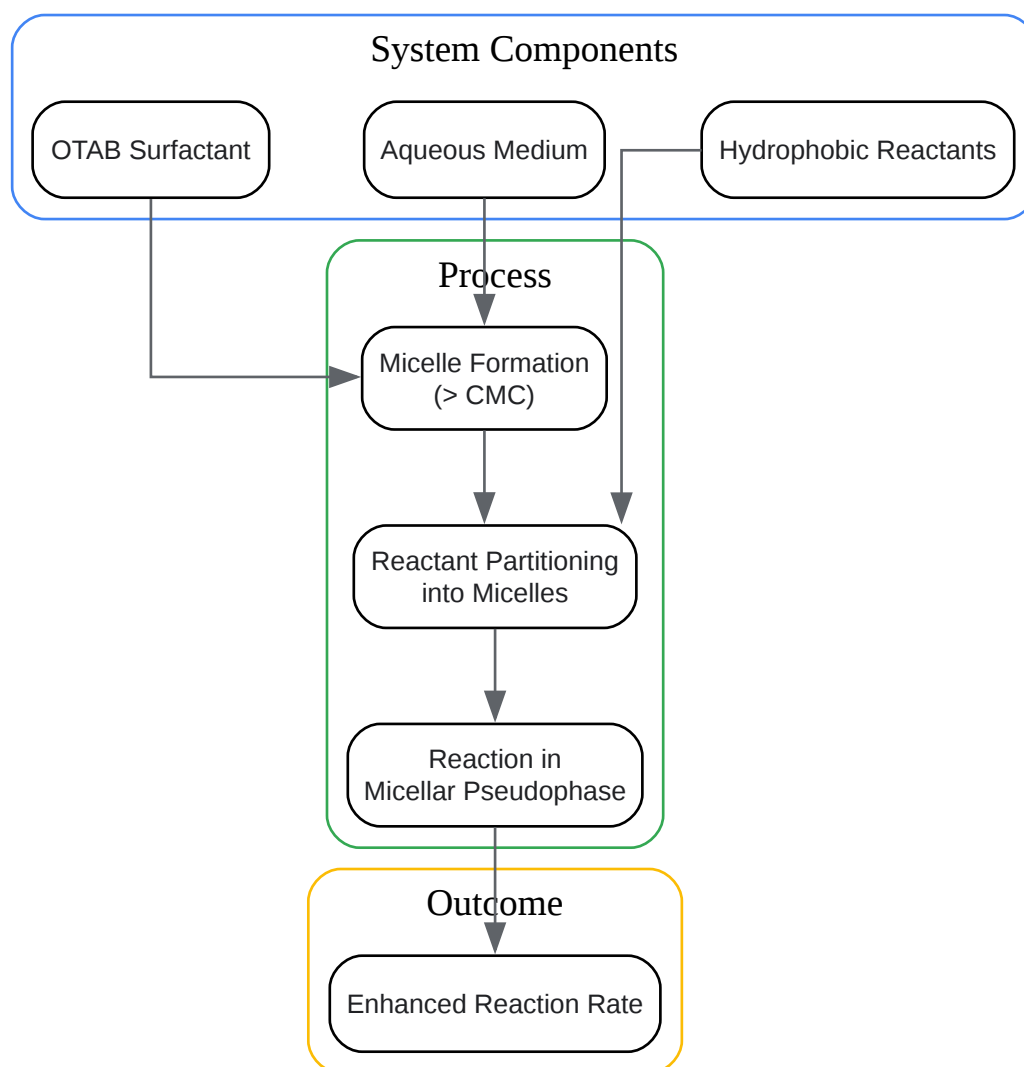 System Components
OTAB Surfactant
Aqueous Medium
Hydrophobic Reactants
Process
Micelle Formation
(> CMC)
Reactant Partitioning
into Micelles
Reaction in
Micellar Pseudophase
Outcome
Enhanced Reaction Rate